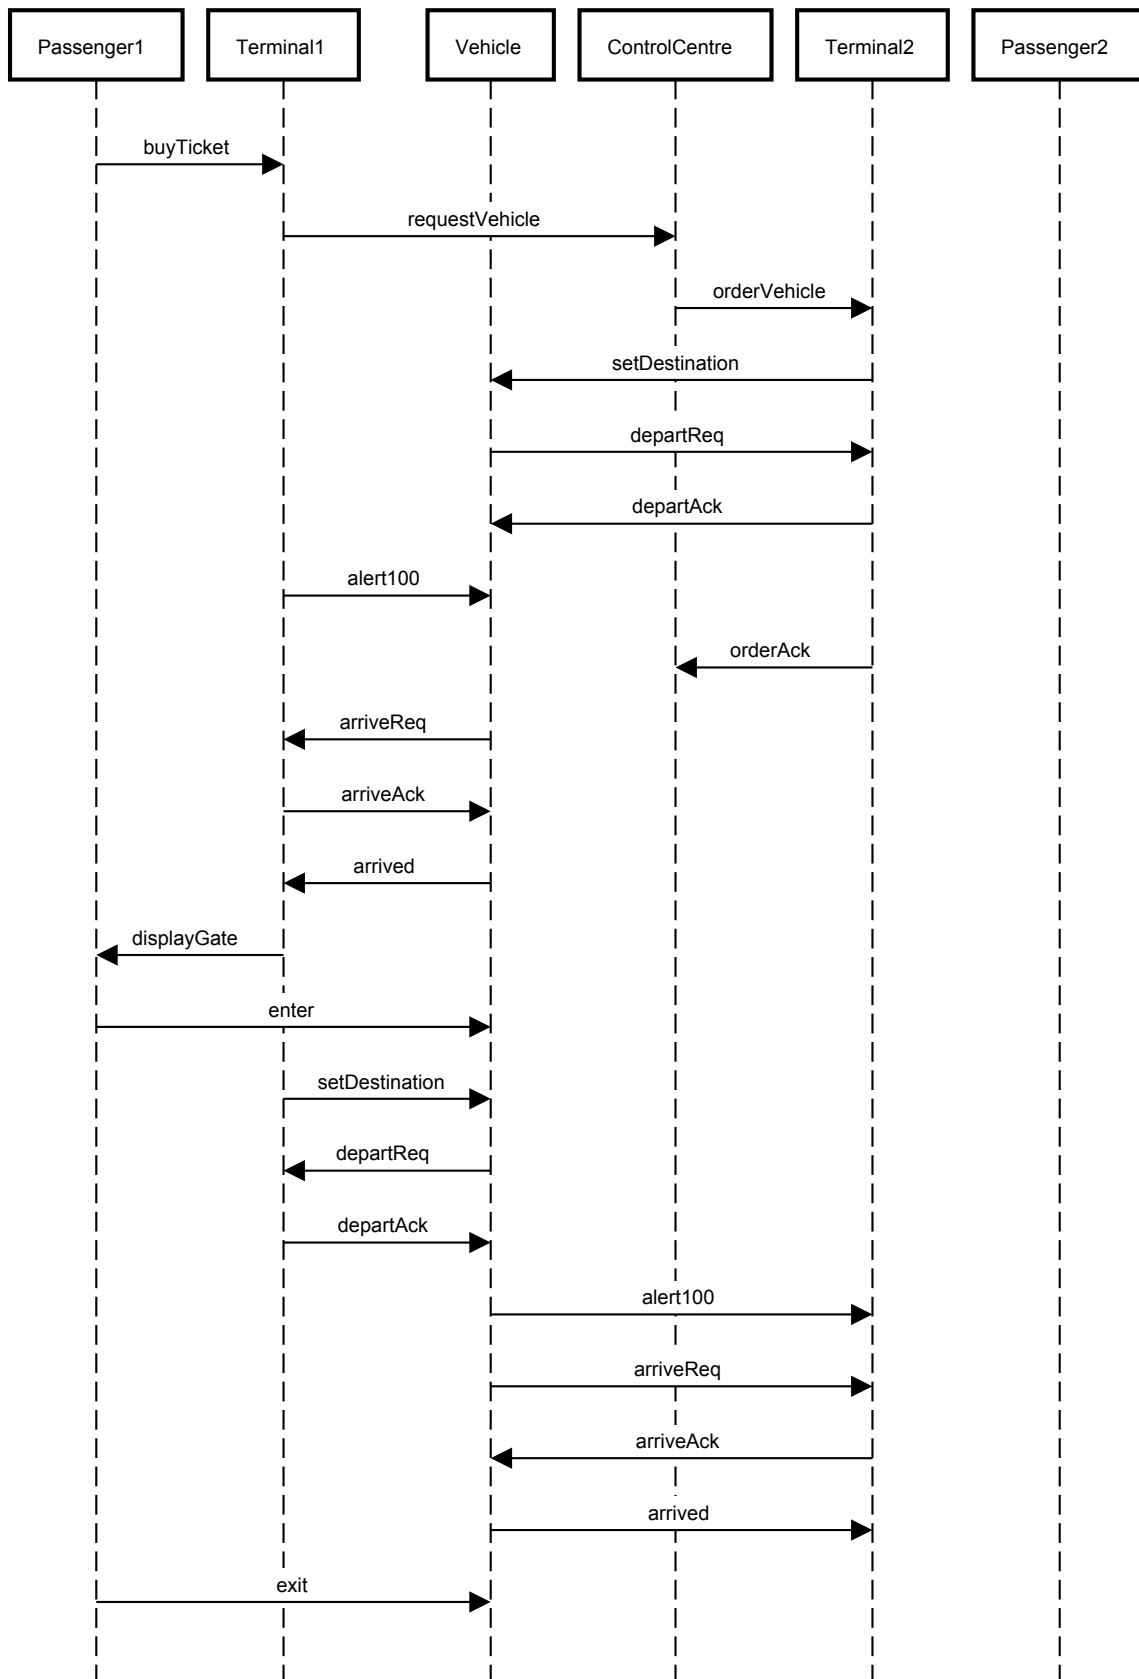 Passenger1
Terminal1
Vehicle
ControlCentre
Terminal2
Passenger2
buyTicket
requestVehicle
orderVehicle
setDestination
departReq
departAck
alert100
orderAck
arriveReq
arriveAck
arrived
displayGate
enter
setDestination
departReq
departAck
alert100
arriveReq
arriveAck
arrived
exit